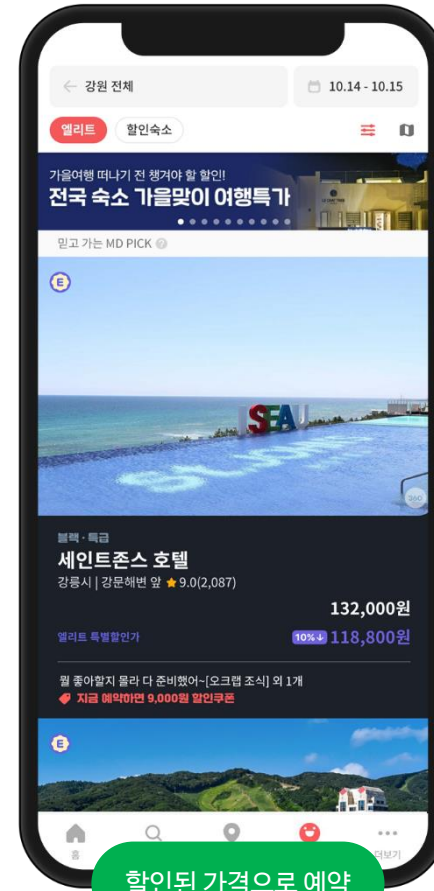 강원 전체
10.14 - 10.15
엘리트
할인숙소
가을여행 떠나기 전 챙겨야 할 할인!
전국 숙소 가을맞이 여행특가
믿고 가는 MD PICK
E
SEA
360
블랙 · 특급
세인트존스 호텔
강릉시 | 강문해변 앞 ★ 9.0(2,087)
132,000원
엘리트 특별할인가
10%↓ 118,800원
뭘 좋아할지 몰라 다 준비했어~[오크랩 조식] 외 1개
지금 예약하면 9,000원 할인쿠폰
E
홈
더보기
할인된 가격으로 예약